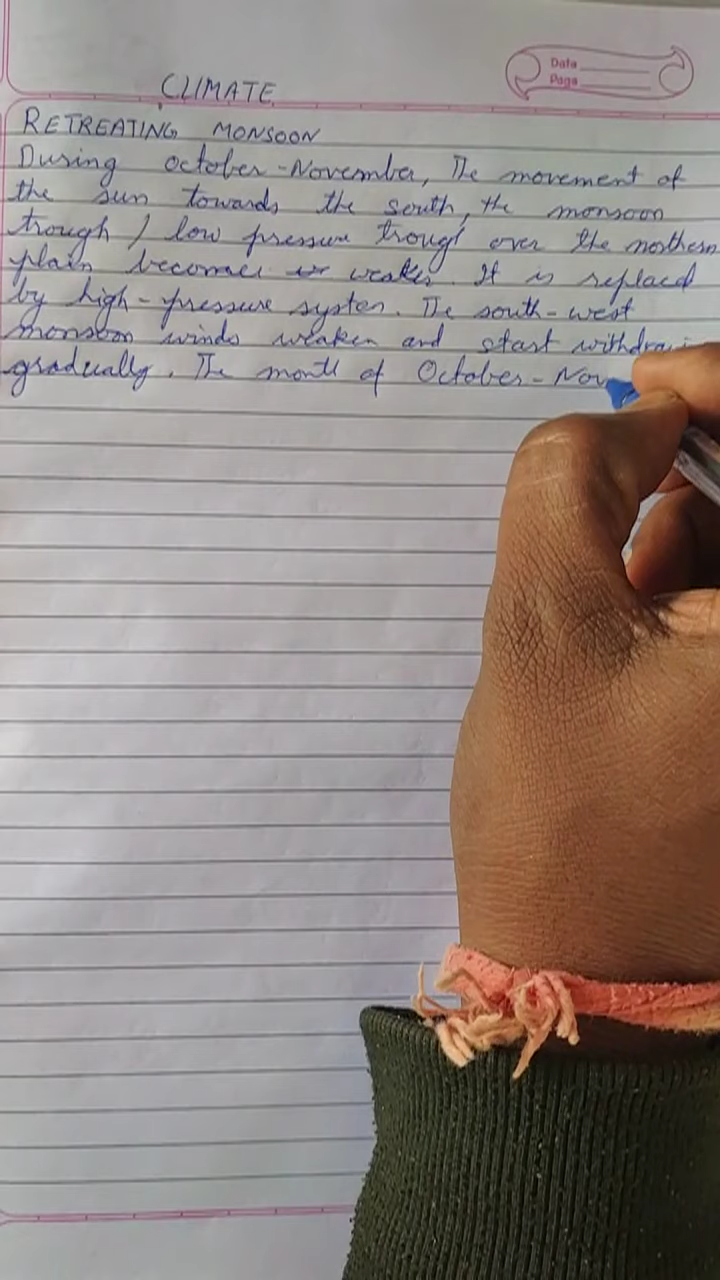 Data
Page
CLIMATE
RETREATING MONSOON
During October-November, The movement of
the sun towards the south, the monsoon
trough / low pressure trough over the northern
plain becomes weaker. It is replaced
by high-pressure system. The south-west
monsoon winds weaken and start
gradually. The month of October-Nov